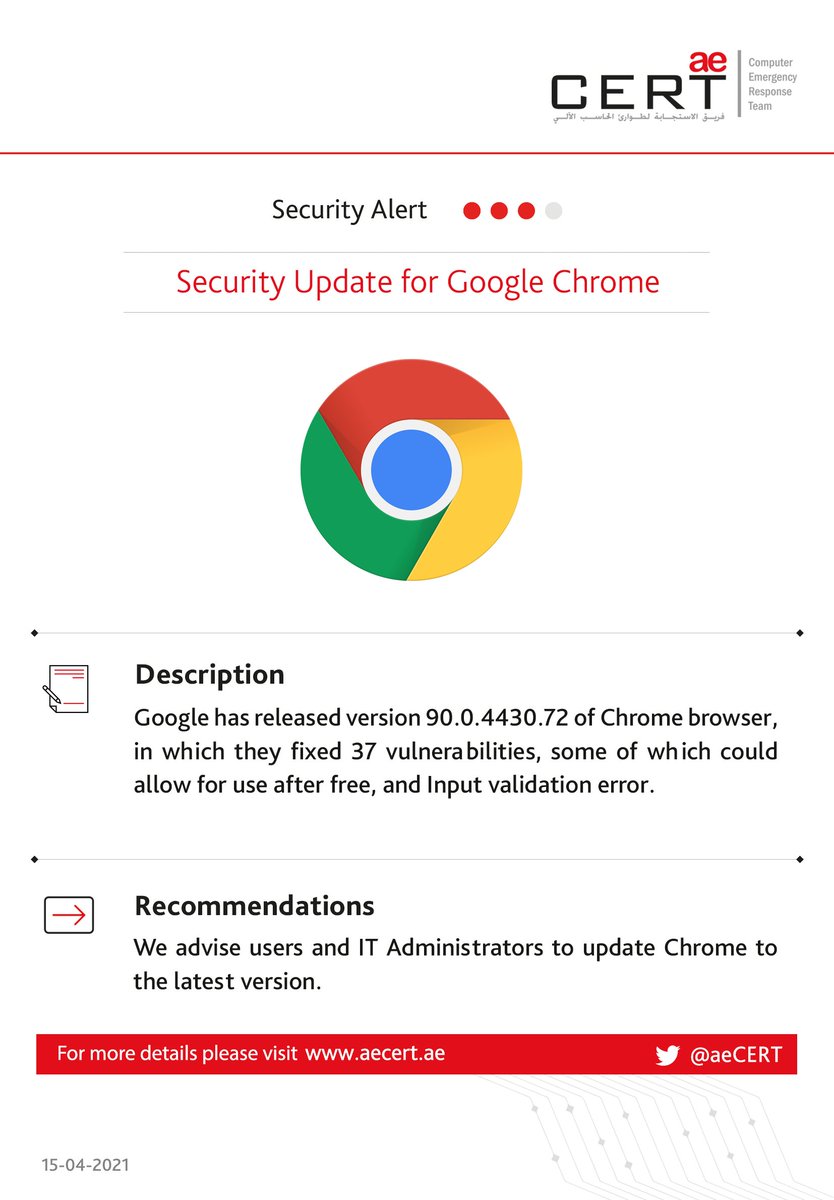 ae
CERT
فريق الاستجابة لطوارئ الحاسب الآلي
Computer
Emergency
Response
Team
Security Alert
Security Update for Google Chrome
Description
Google has released version 90.0.4430.72 of Chrome browser,
in which they fixed 37 vulnerabilities, some of which could
allow for use after free, and Input validation error.
Recommendations
We advise users and IT Administrators to update Chrome to
the latest version.
For more details please visit www.aecert.ae
@aeCERT
15-04-2021